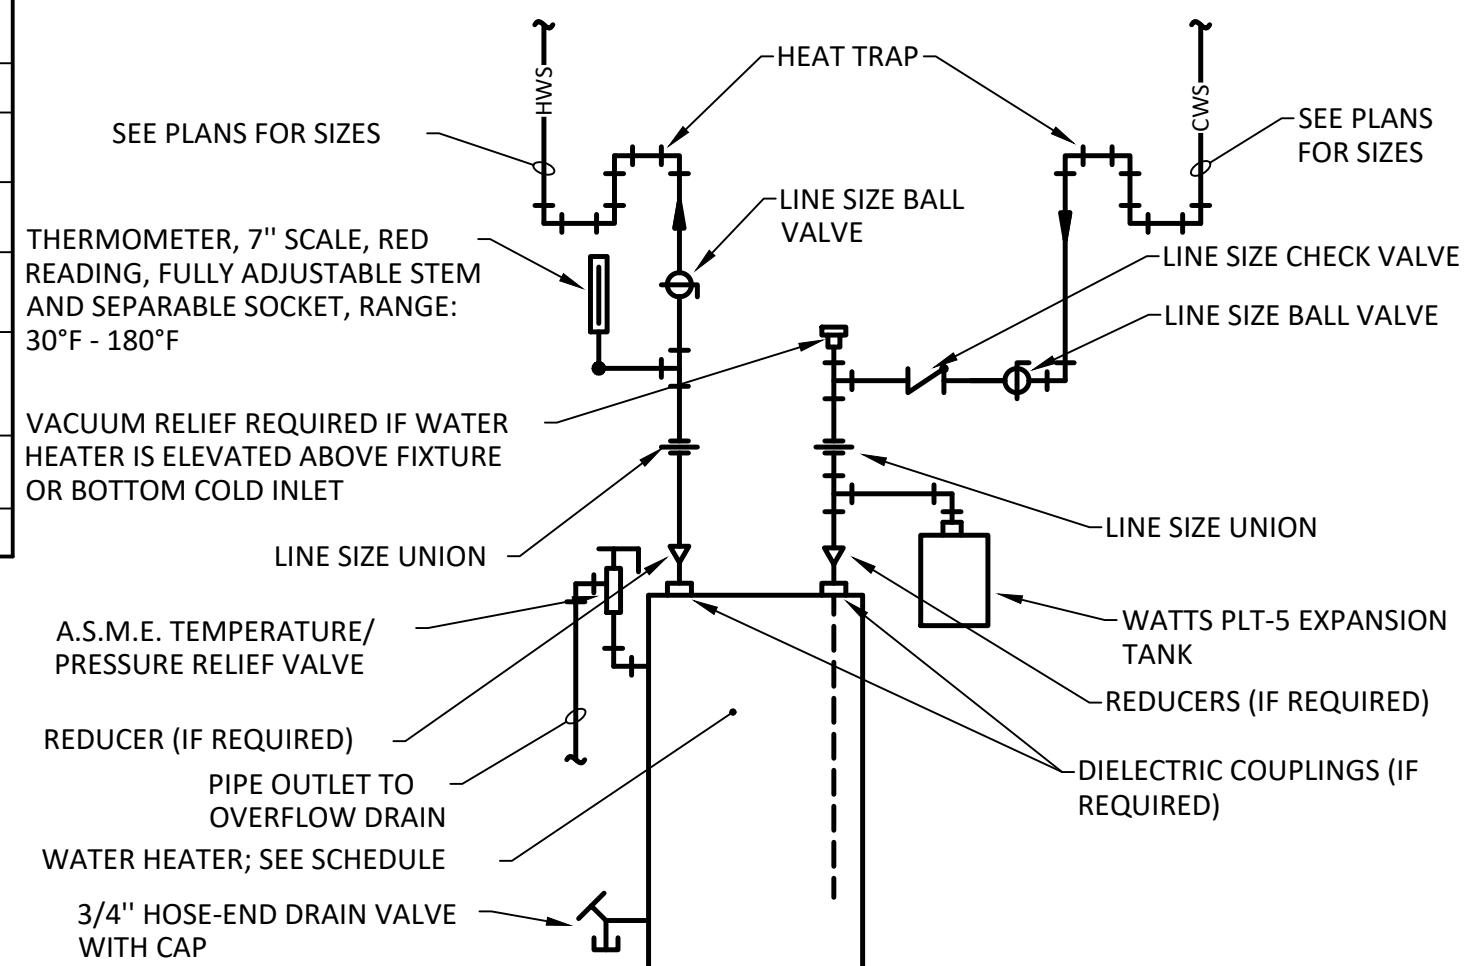 HWS
HEAT TRAP
CWS
SEE PLANS FOR SIZES
SEE PLANS
FOR SIZES
LINE SIZE BALL
VALVE
THERMOMETER, 7" SCALE, RED
READING, FULLY ADJUSTABLE STEM
AND SEPARABLE SOCKET, RANGE:
30°F - 180°F
LINE SIZE CHECK VALVE
LINE SIZE BALL VALVE
VACUUM RELIEF REQUIRED IF WATER
HEATER IS ELEVATED ABOVE FIXTURE
OR BOTTOM COLD INLET
LINE SIZE UNION
LINE SIZE UNION
A.S.M.E. TEMPERATURE/
PRESSURE RELIEF VALVE
WATTS PLT-5 EXPANSION
TANK
REDUCERS (IF REQUIRED)
REDUCER (IF REQUIRED)
PIPE OUTLET TO
OVERFLOW DRAIN
DIELECTRIC COUPLINGS (IF
REQUIRED)
WATER HEATER; SEE SCHEDULE
3/4" HOSE-END DRAIN VALVE
WITH CAP